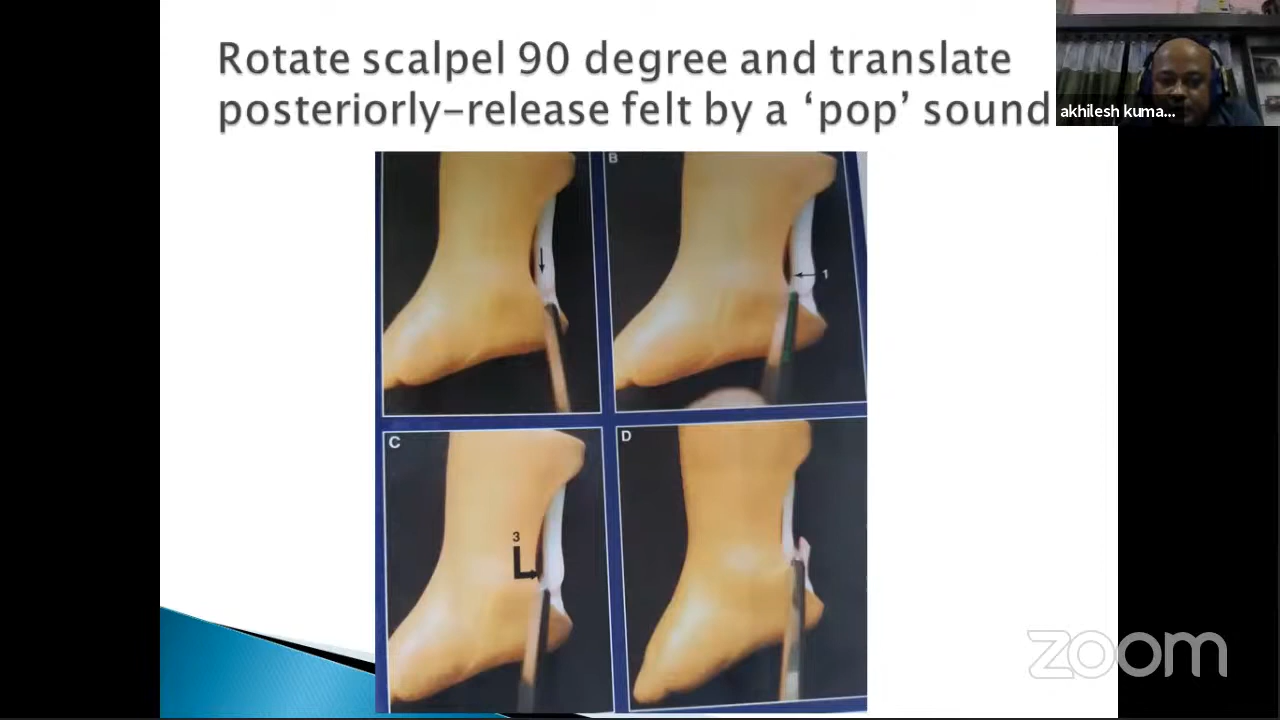 Rotate scalpel 90 degree and translate
posteriorly-release felt by a ‘pop’ sound
akhilesh kuma...
B
1
C
3
D
zoom